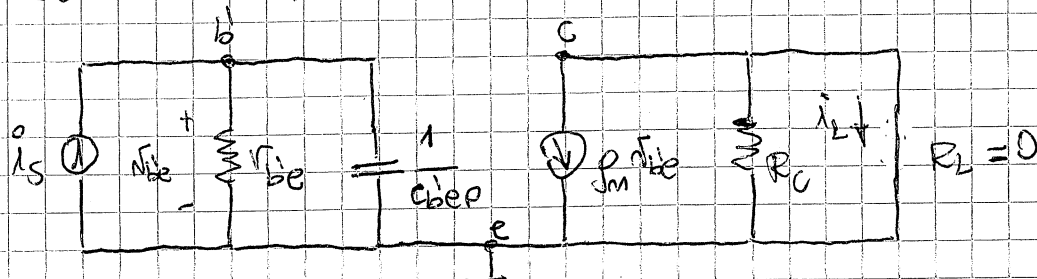 b'
c
i_s
+
v_b'e
-
r_b'e
1
C_b'e p
g_m v_b'e
R_C
i_L ↓
R_L = 0
e